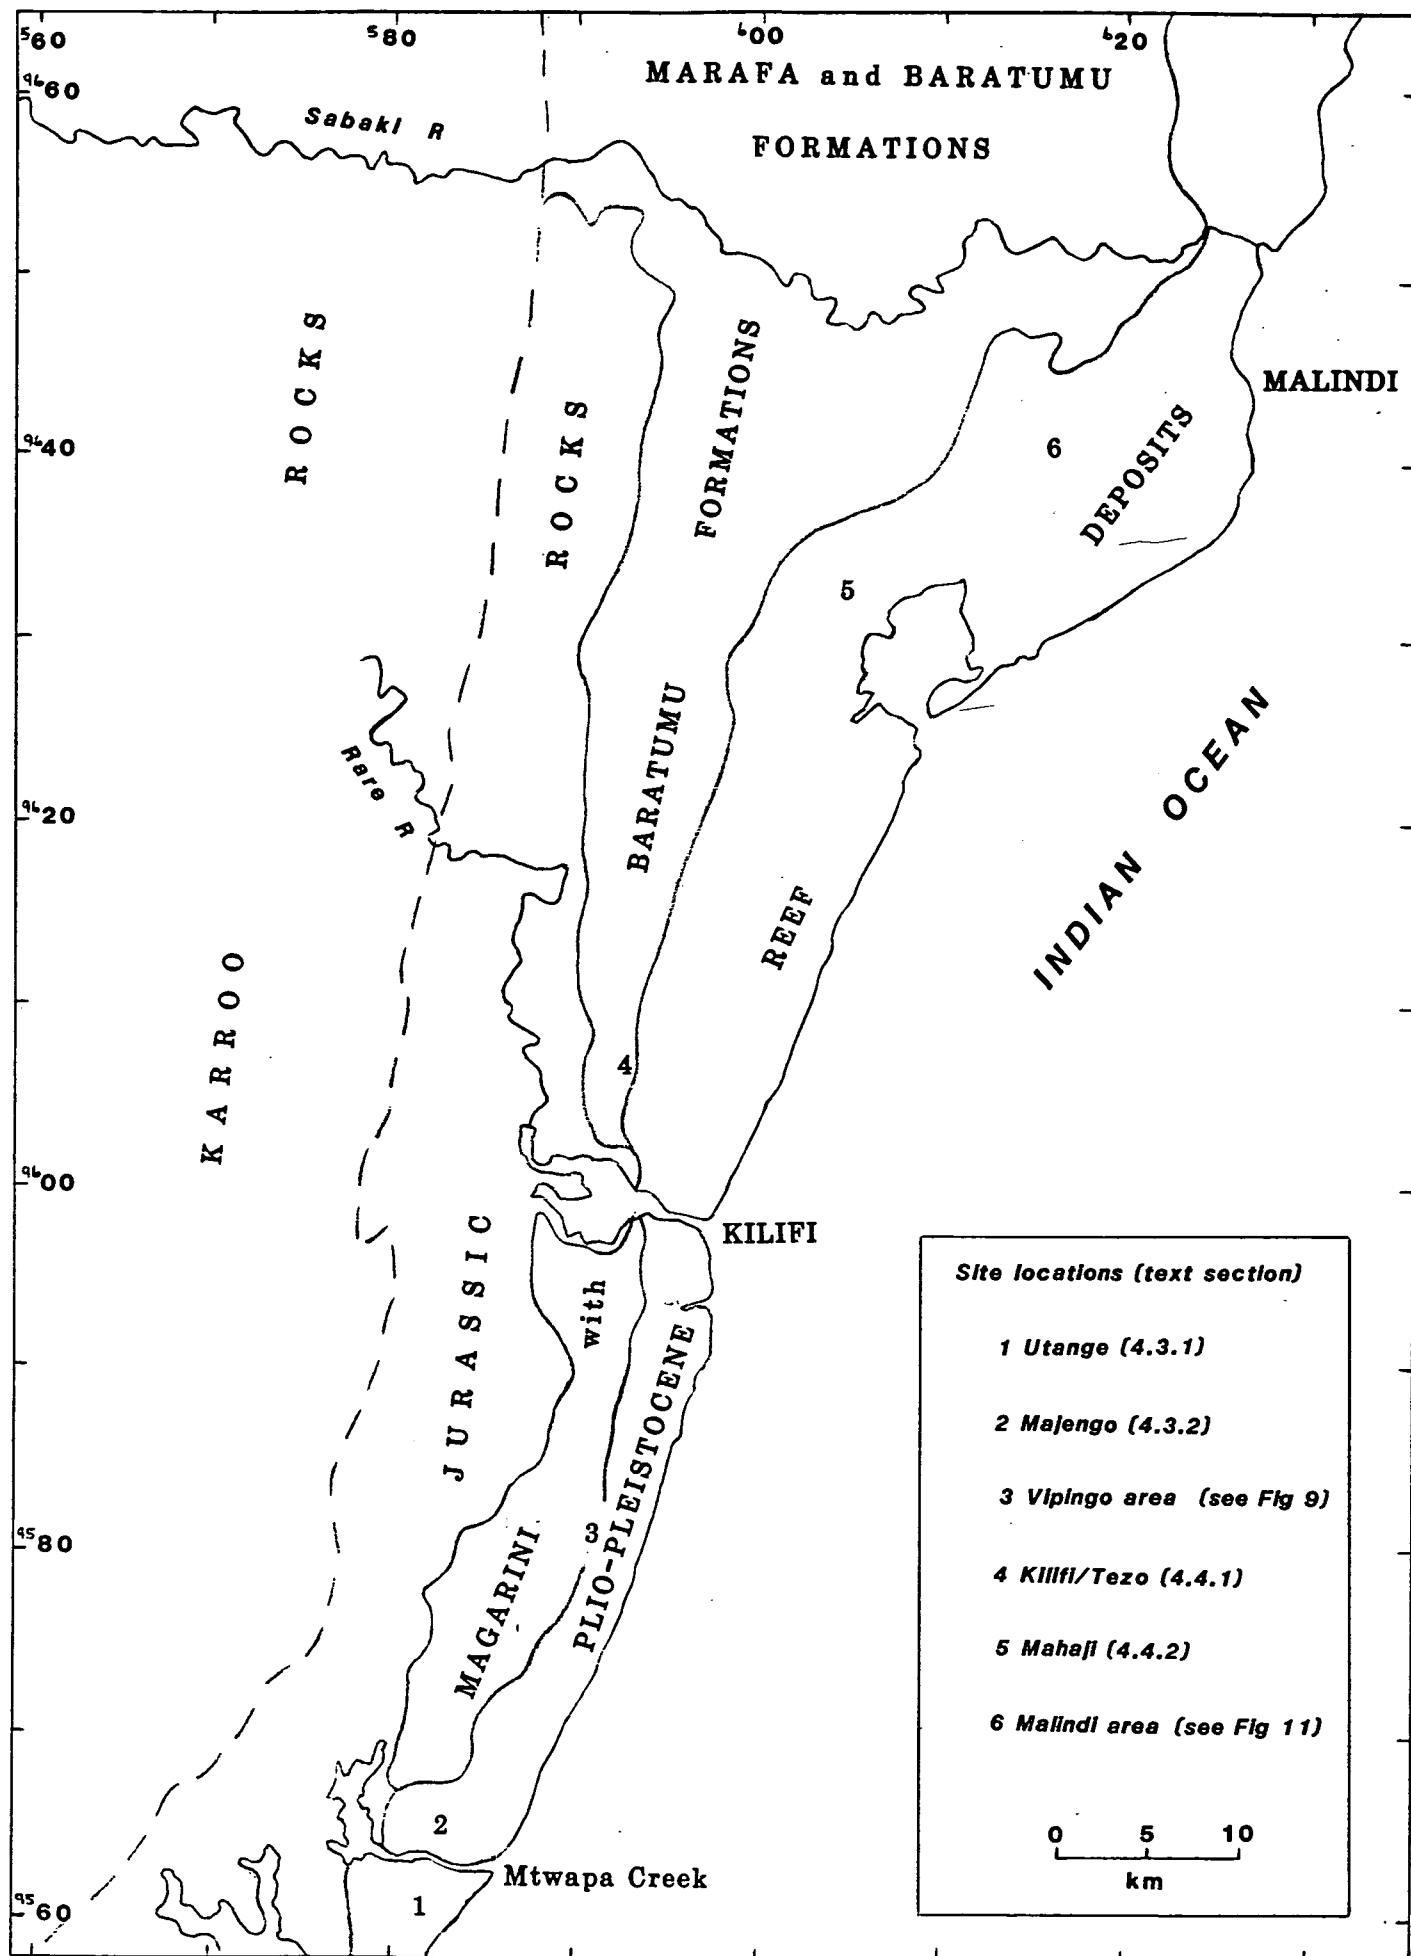 560
580
600
620
9660
MARAFA and BARATUMU
FORMATIONS
Sabaki R
ROCKS
ROCKS
FORMATIONS
MALINDI
9640
6
DEPOSITS
5
BARATUMU
INDIAN OCEAN
Rare R
9620
REEF
KARROO
4
9600
KILIFI
JURASSIC
with
Site locations (text section)
1 Utange (4.3.1)
2 Majengo (4.3.2)
3 Vipingo area (see Fig 9)
4 Kilifi/Tezo (4.4.1)
5 Mahaji (4.4.2)
6 Malindi area (see Fig 11)
0 5 10
km
9580
3
MAGARINI
PLIO-PLEISTOCENE
2
Mtwapa Creek
1
9560